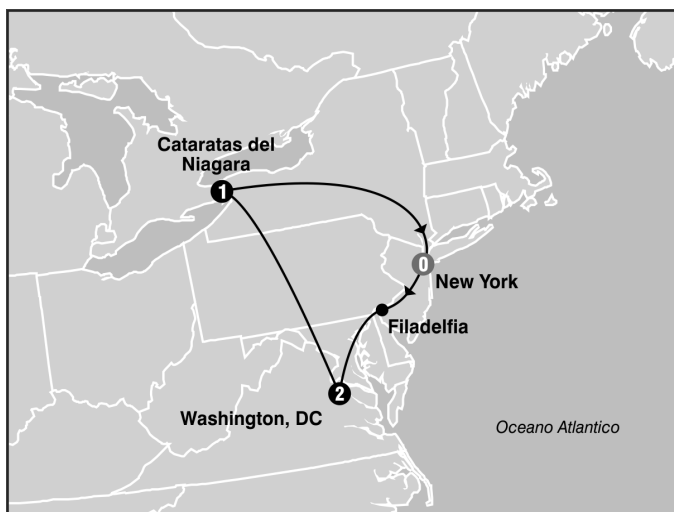 Cataratas del
Niagara
1
0
New York
Filadelfia
2
Washington, DC
Oceano Atlantico